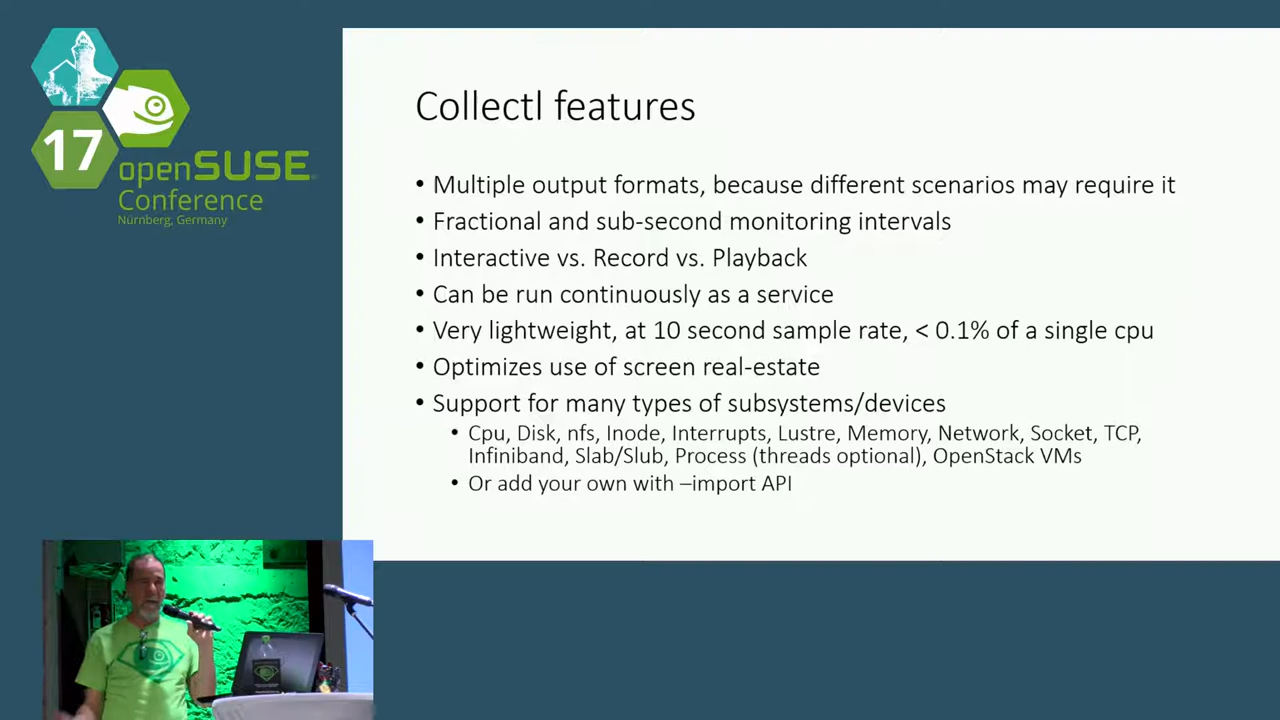 17
openSUSE
Conference
Nürnberg, Germany
Collectl features
• Multiple output formats, because different scenarios may require it
• Fractional and sub-second monitoring intervals
• Interactive vs. Record vs. Playback
• Can be run continuously as a service
• Very lightweight, at 10 second sample rate, < 0.1% of a single cpu
• Optimizes use of screen real-estate
• Support for many types of subsystems/devices
• Cpu, Disk, nfs, Inode, Interrupts, Lustre, Memory, Network, Socket, TCP,
Infiniband, Slab/Slub, Process (threads optional), OpenStack VMs
• Or add your own with –import API